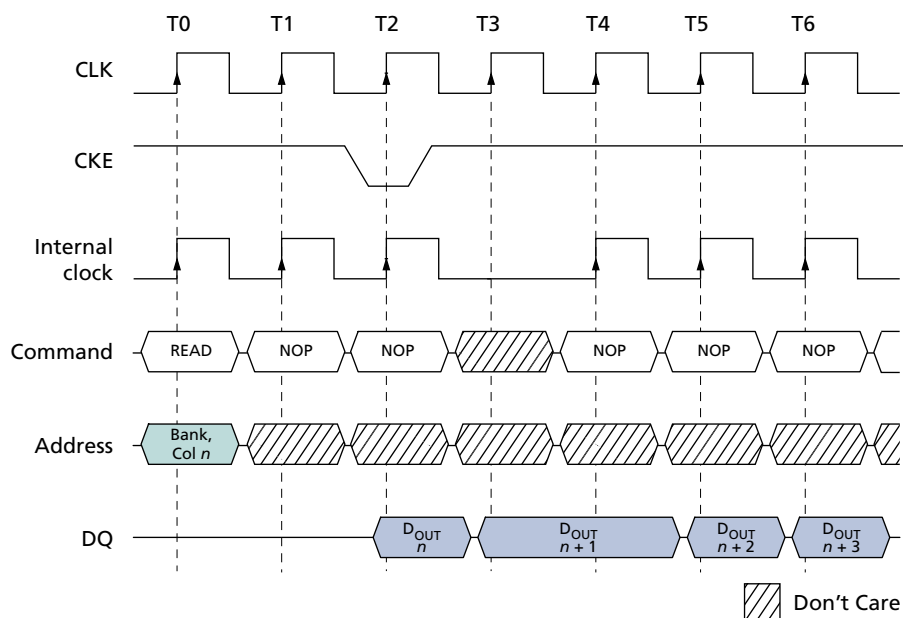 T0 T1 T2 T3 T4 T5 T6
CLK
CKE
Internal
clock
Command READ NOP NOP NOP NOP NOP
Address Bank,
Col n
DQ DOUT
n DOUT
n + 1 DOUT
n + 2 DOUT
n + 3
Don't Care